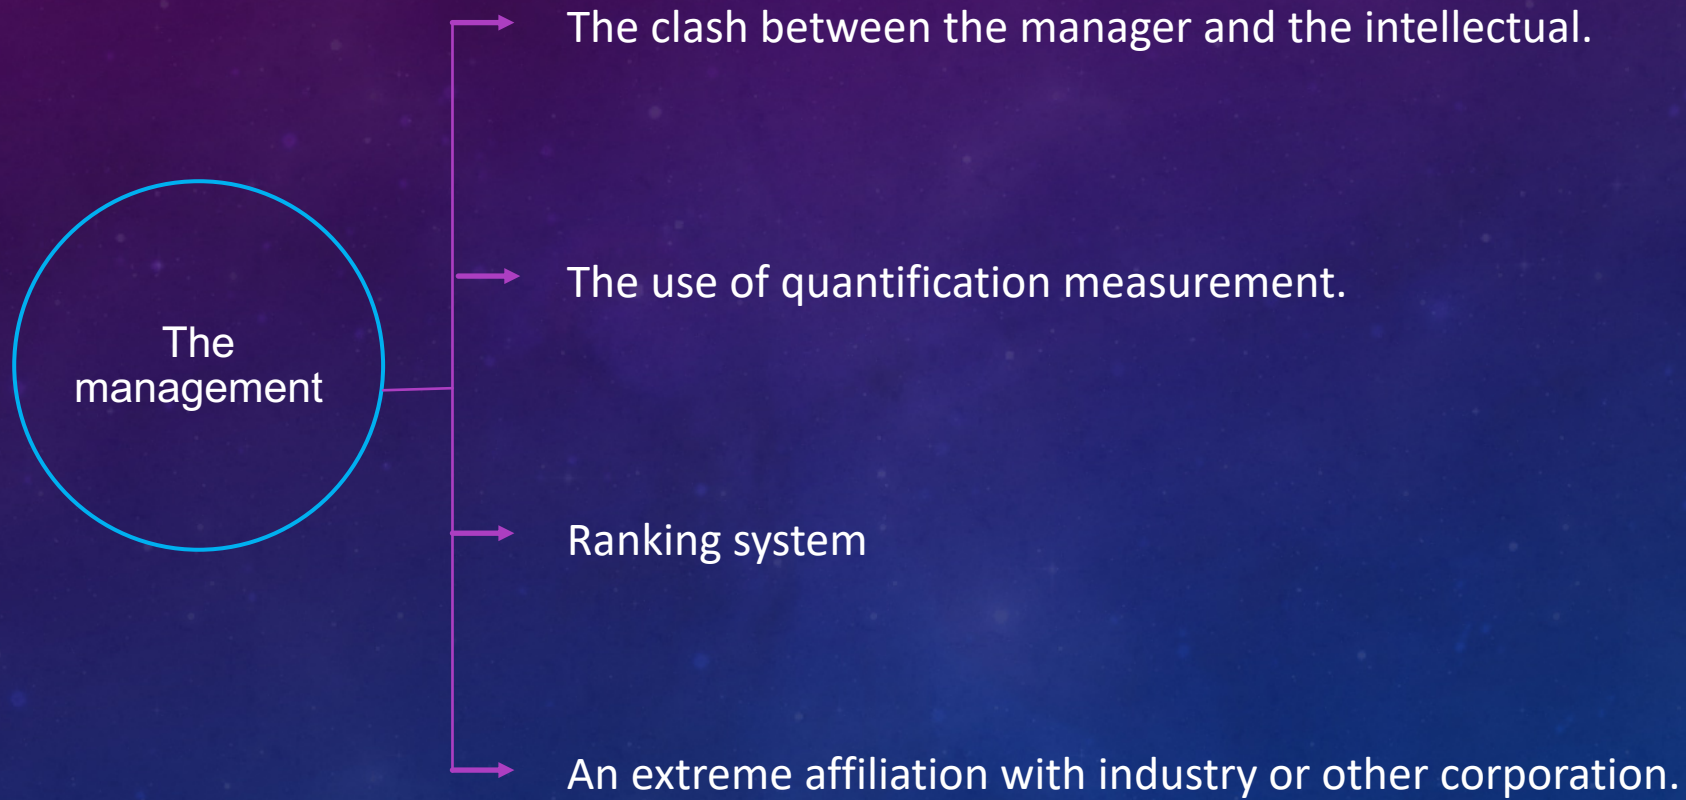 The clash between the manager and the intellectual.
The use of quantification measurement.
The
management
Ranking system
An extreme affiliation with industry or other corporation.